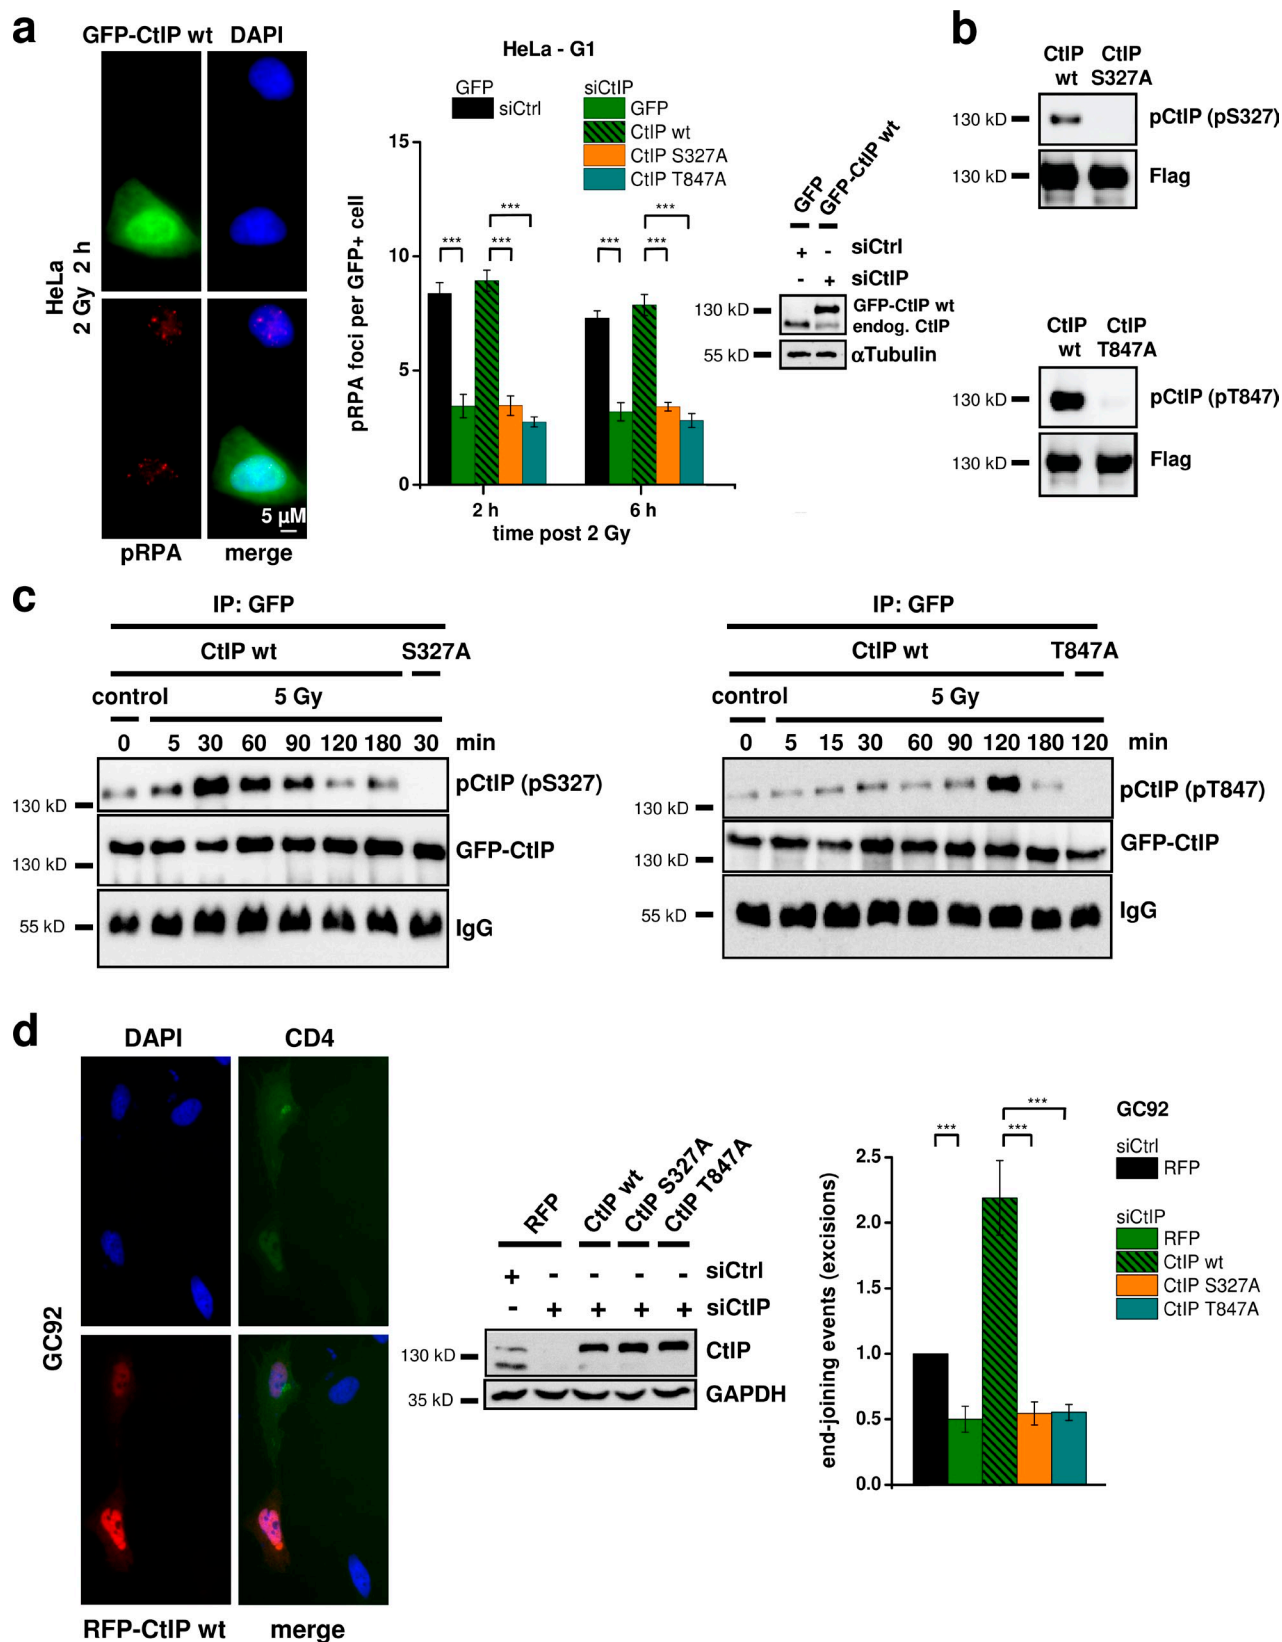 a
GFP-CtIP wt DAPI
HeLa
2 Gy 2 h
pRPA merge
5 µM
HeLa - G1
GFP siCtIP
siCtrl GFP
CtIP wt
CtIP S327A
CtIP T847A
pRPA foci per GFP+ cell
15
10
5
0
*** *** *** *** *** ***
2 h 6 h
time post 2 Gy
GFP GFP-CtIP wt
+ - siCtrl
- + siCtIP
130 kD GFP-CtIP wt
endog. CtIP
55 kD αTubulin
b
CtIP CtIP
wt S327A
130 kD pCtIP (pS327)
130 kD Flag
CtIP CtIP
wt T847A
130 kD pCtIP (pT847)
130 kD Flag
c
IP: GFP
CtIP wt S327A
control 5 Gy
0 5 30 60 90 120 180 30 min
pCtIP (pS327)
130 kD
GFP-CtIP
130 kD
55 kD IgG
IP: GFP
CtIP wt T847A
control 5 Gy
0 5 15 30 60 90 120 180 120 min
pCtIP (pT847)
130 kD
GFP-CtIP
130 kD
55 kD IgG
d
DAPI CD4
GC92
RFP-CtIP wt merge
RFP CtIP wt CtIP S327A CtIP T847A
+ - - - - siCtrl
- + + + + siCtIP
130 kD CtIP
35 kD GAPDH
end-joining events (excisions)
2.5
2.0
1.5
1.0
0.5
0.0
*** *** ***
GC92
siCtrl
RFP
siCtIP
RFP
CtIP wt
CtIP S327A
CtIP T847A